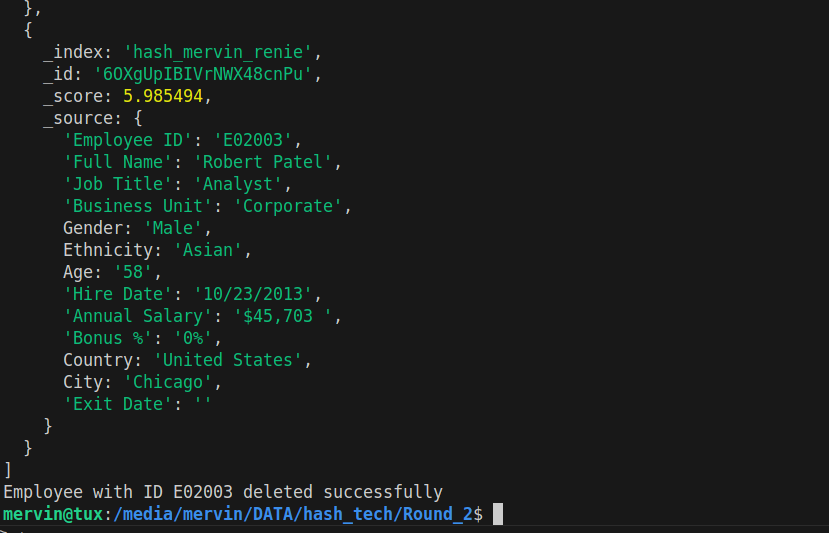 },
{
_index: 'hash_mervin_renie',
_id: '6OXgUpIBIVrNWX48cnPu',
_score: 5.985494,
_source: {
'Employee ID': 'E02003',
'Full Name': 'Robert Patel',
'Job Title': 'Analyst',
'Business Unit': 'Corporate',
Gender: 'Male',
Ethnicity: 'Asian',
Age: '58',
'Hire Date': '10/23/2013',
'Annual Salary': '$45,703 ',
'Bonus %': '0%',
Country: 'United States',
City: 'Chicago',
'Exit Date': ''
}
}
]
Employee with ID E02003 deleted successfully
mervin@tux:/media/mervin/DATA/hash_tech/Round_2$